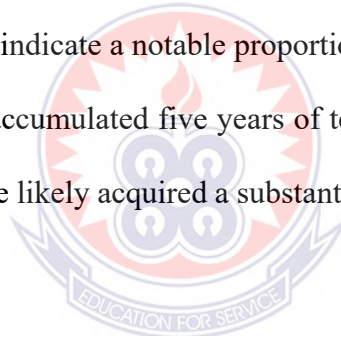 indicate a notable proportio
accumulated five years of te
e likely acquired a substant
EDUCATION FOR SERVICE